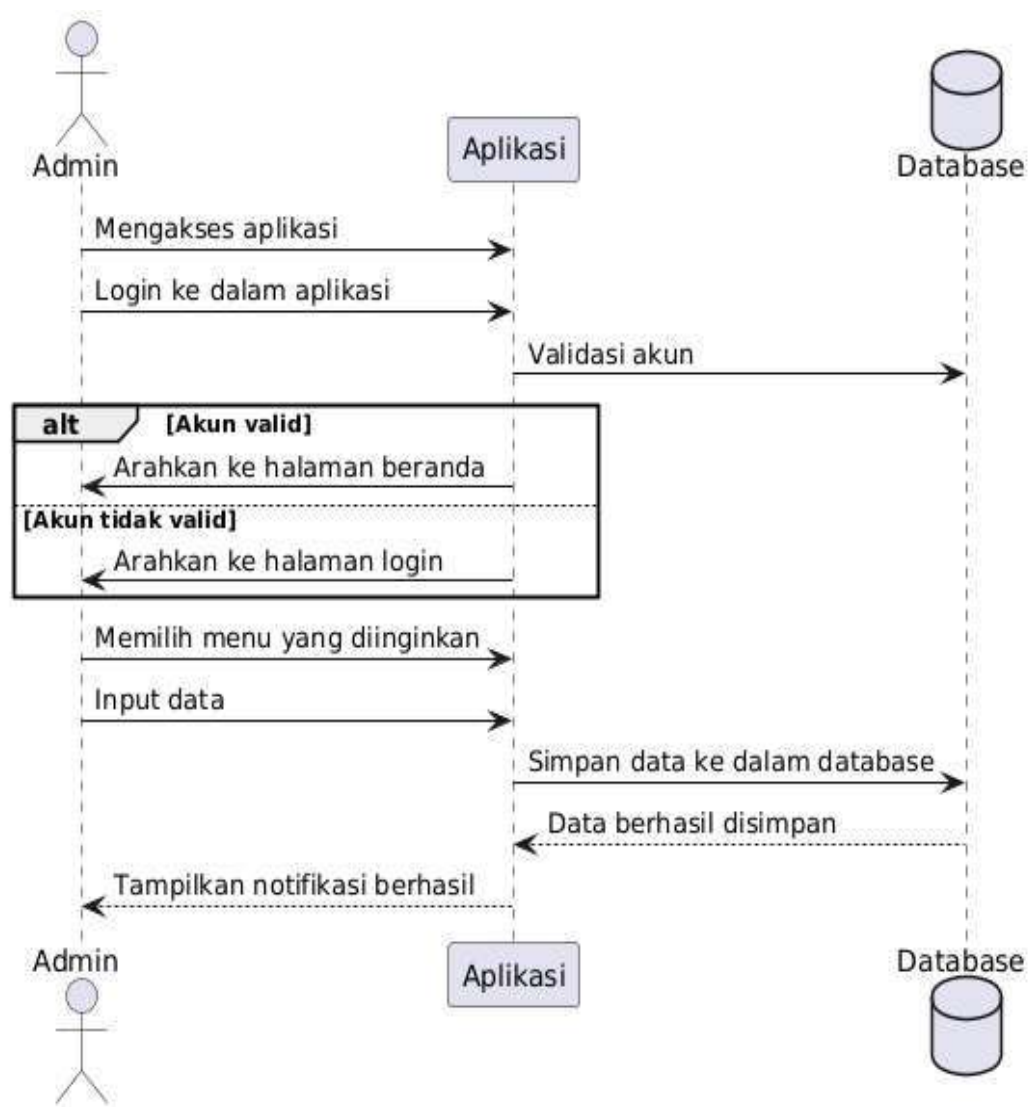 Admin
Aplikasi
Database
Mengakses aplikasi
Login ke dalam aplikasi
Validasi akun
alt [Akun valid]
Arahkan ke halaman beranda
[Akun tidak valid]
Arahkan ke halaman login
Memilih menu yang diinginkan
Input data
Simpan data ke dalam database
Data berhasil disimpan
Tampilkan notifikasi berhasil
Admin
Aplikasi
Database